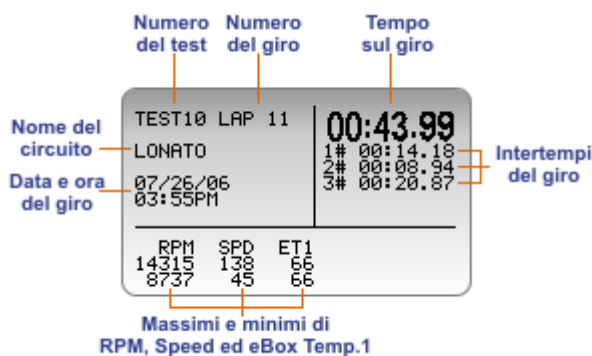 Numero
del test
Numero
del giro
Tempo
sul giro
Nome del
circuito
Data e ora
del giro
TEST10 LAP 11
LONATO
07/26/06
03:55PM
00:43.99
1# 00:14.18
2# 00:08.94
3# 00:20.87
Intertempi
del giro
RPM SPD ET1
14315 138 66
8737 45 66
Massimi e minimi di
RPM, Speed ed eBox Temp.1